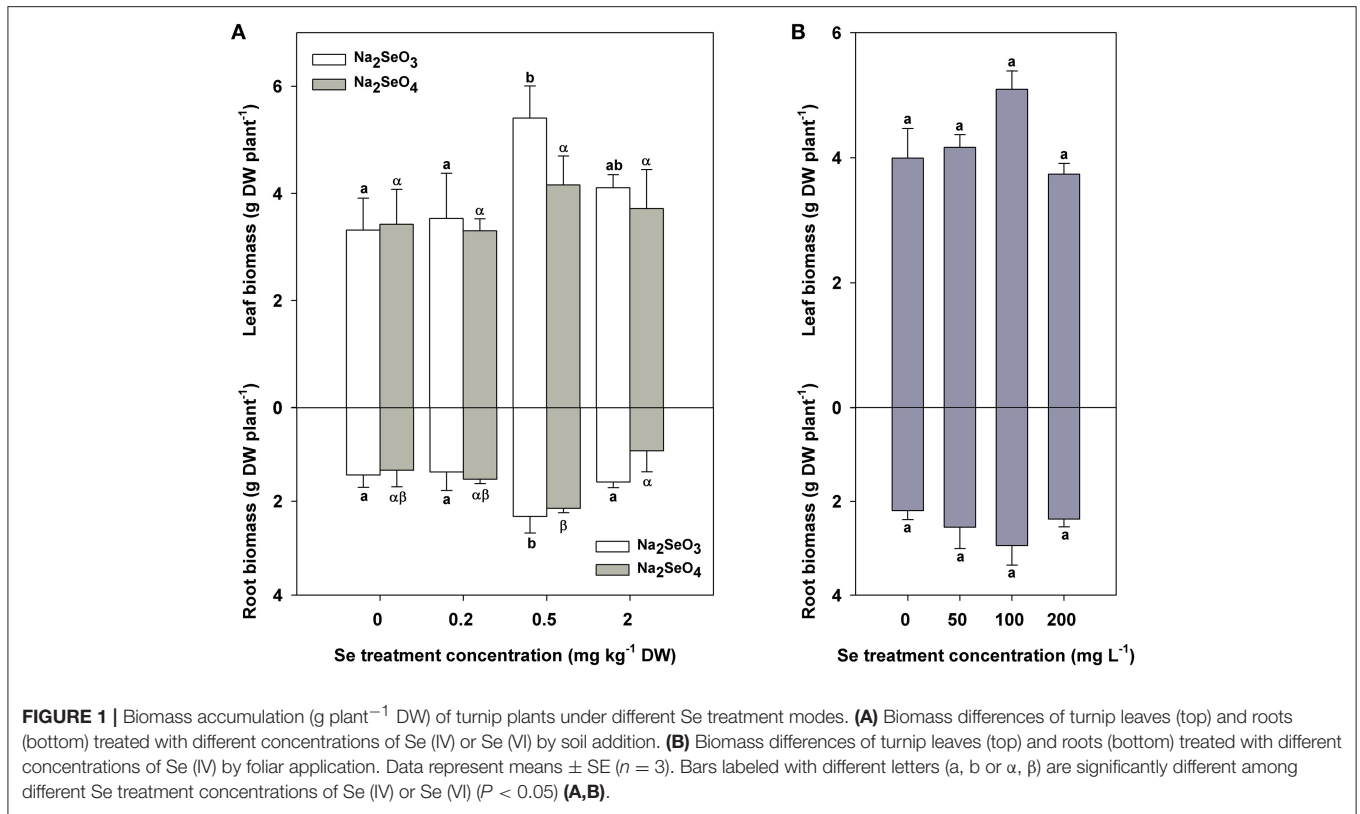 A
Na2SeO3
Na2SeO4
Leaf biomass (g DW plant-1)
6
4
2
0
a
α
a
α
b
α
ab
α
Root biomass (g DW plant-1)
2
4
a
αβ
a
αβ
b
β
a
α
Na2SeO3
Na2SeO4
0
0.2
0.5
2
Se treatment concentration (mg kg-1 DW)
B
Leaf biomass (g DW plant-1)
6
4
2
0
a
a
a
a
Root biomass (g DW plant-1)
2
4
a
a
a
a
0
50
100
200
Se treatment concentration (mg L-1)
FIGURE 1 | Biomass accumulation (g plant−1 DW) of turnip plants under different Se treatment modes. (A) Biomass differences of turnip leaves (top) and roots
(bottom) treated with different concentrations of Se (IV) or Se (VI) by soil addition. (B) Biomass differences of turnip leaves (top) and roots (bottom) treated with different
concentrations of Se (IV) by foliar application. Data represent means ± SE (n = 3). Bars labeled with different letters (a, b or α, β) are significantly different among
different Se treatment concentrations of Se (IV) or Se (VI) (P < 0.05) (A,B).